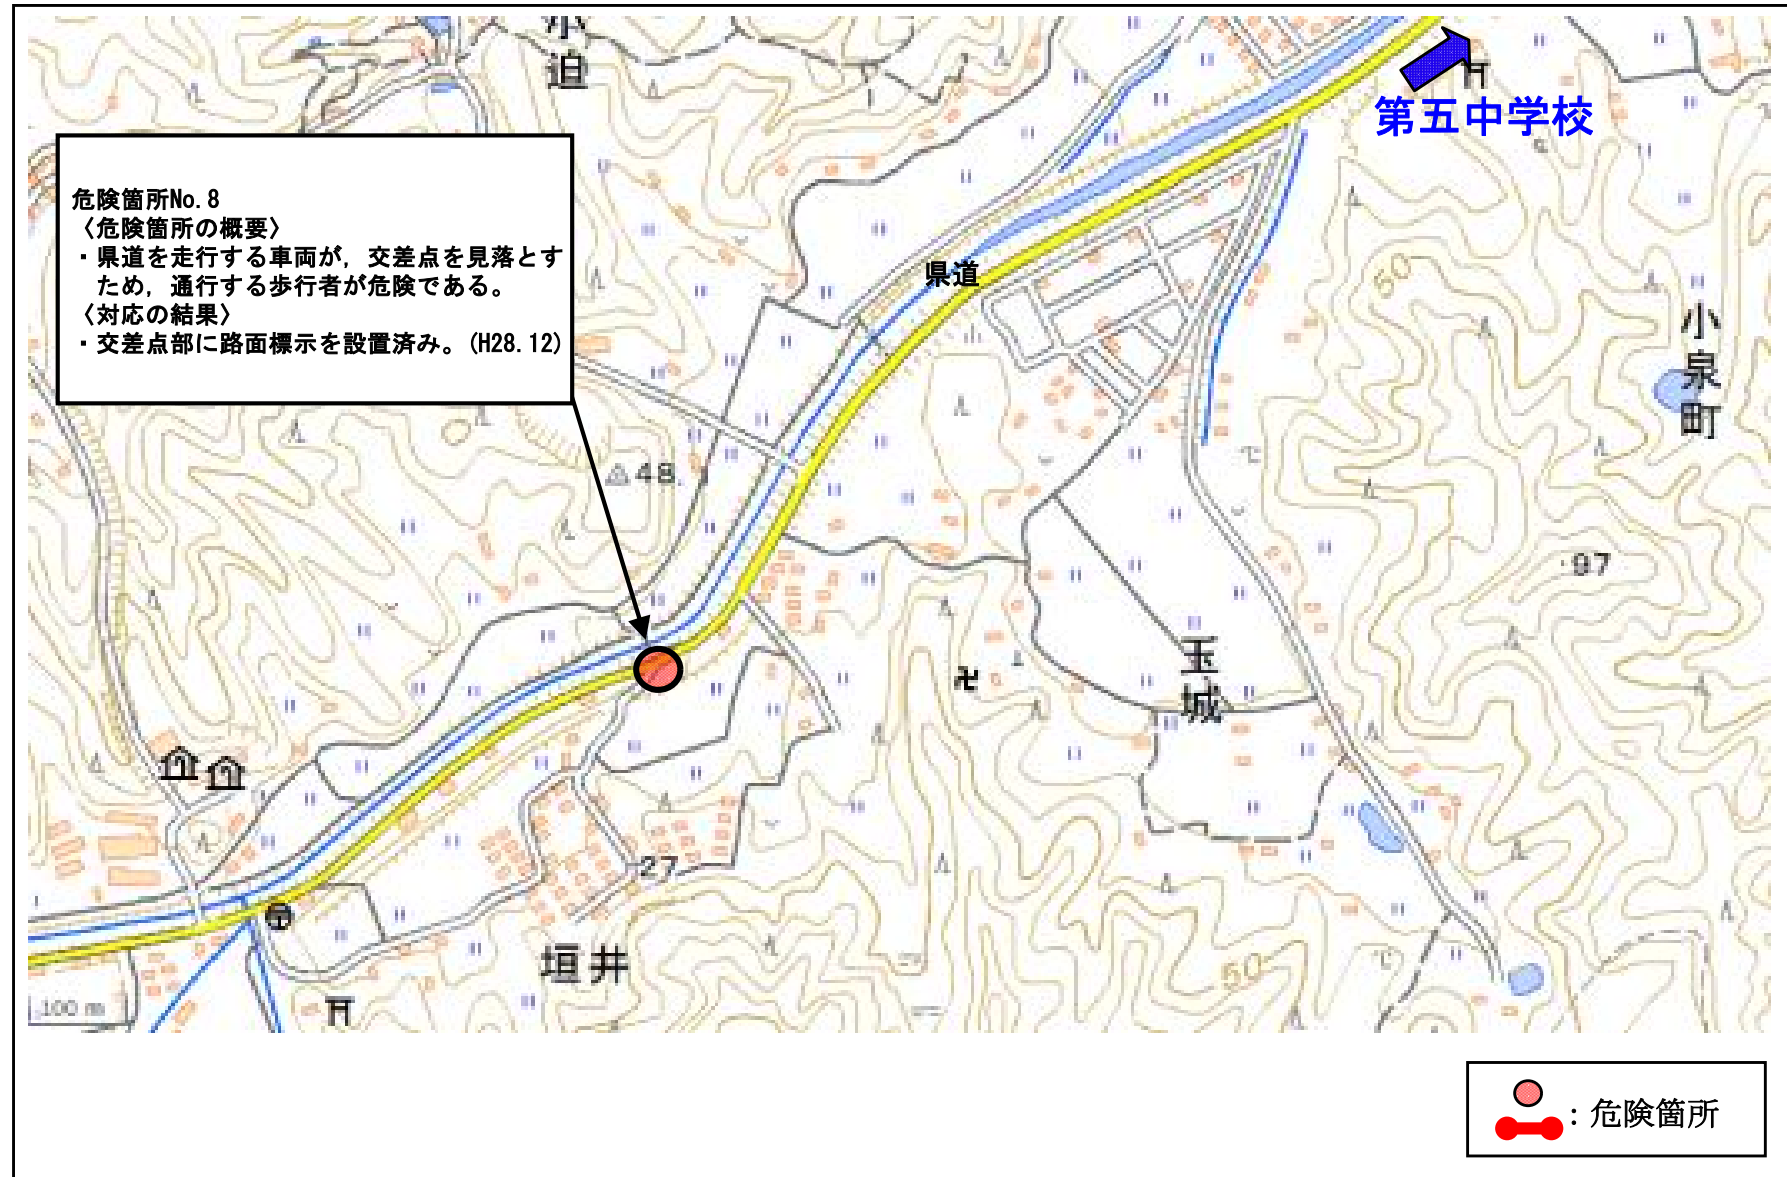 小迫
第五中学校
危険箇所No.8
〈危険箇所の概要〉
・県道を走行する車両が，交差点を見落とす
ため，通行する歩行者が危険である。
〈対応の結果〉
・交差点部に路面標示を設置済み。(H28.12)
県道
50
小泉町
48.
97
玉城
27
垣井
50
100 m
：危険箇所